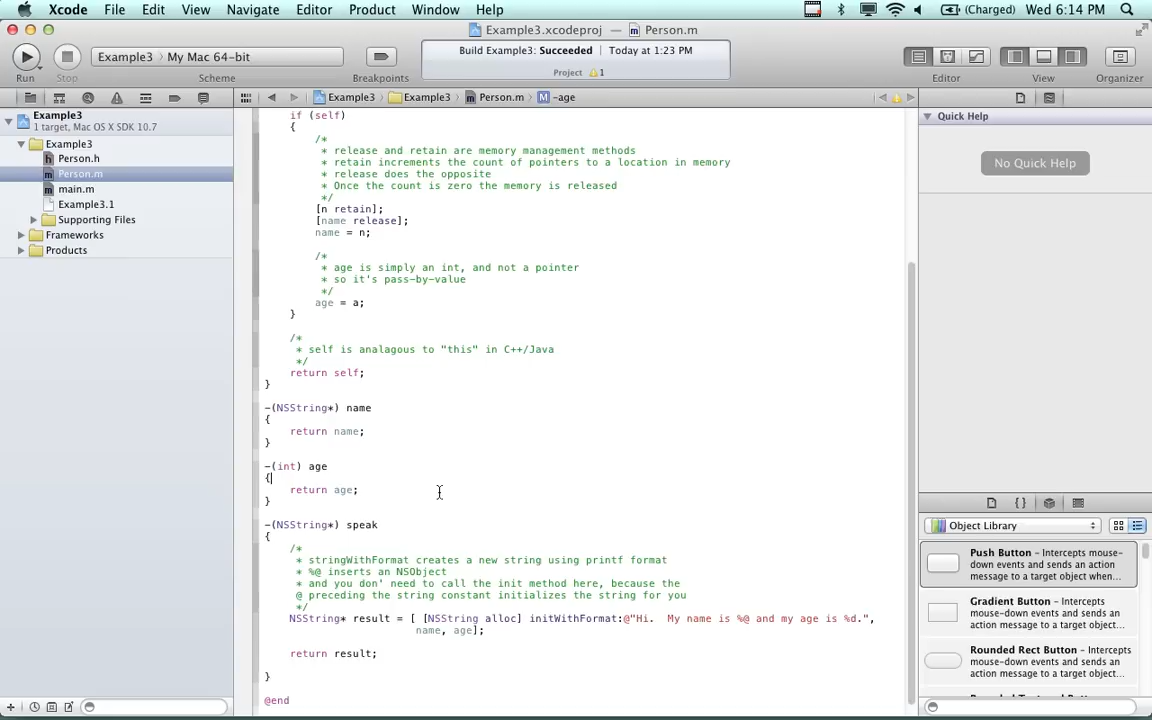 Xcode File Edit View Navigate Editor Product Window Help (Charged) Wed 6:14 PM
Example3.xcodeproj — Person.m
Example3 My Mac 64-bit
Build Example3: Succeeded Today at 1:23 PM
Project 1
Run Stop Scheme Breakpoints Editor View Organizer
Example3 Example3 Person.m M -age
Example3
1 target, Mac OS X SDK 10.7
Example3
h Person.h
m Person.m
m main.m
Example3.1
Supporting Files
Frameworks
Products
if (self)
{
/*
* release and retain are memory management methods
* retain increments the count of pointers to a location in memory
* release does the opposite
* Once the count is zero the memory is released
*/
[n retain];
[name release];
name = n;
/*
* age is simply an int, and not a pointer
* so it's pass-by-value
*/
age = a;
}
/*
* self is analagous to "this" in C++/Java
*/
return self;
}
-(NSString*) name
{
return name;
}
-(int) age
{
return age;
}
-(NSString*) speak
{
/*
* stringWithFormat creates a new string using printf format
* %@ inserts an NSObject
* and you don' need to call the init method here, because the
@ preceding the string constant initializes the string for you
*/
NSString* result = [ [NSString alloc] initWithFormat:@"Hi.  My name is %@ and my age is %d.",
name, age];
return result;
}
@end
Quick Help
No Quick Help
{}
Object Library
Push Button – Intercepts mouse-
down events and sends an action
message to a target object when...
Gradient Button – Intercepts
mouse-down events and sends an
action message to a target object...
Rounded Rect Button – Intercepts
mouse-down events and sends an
action message to a target object...